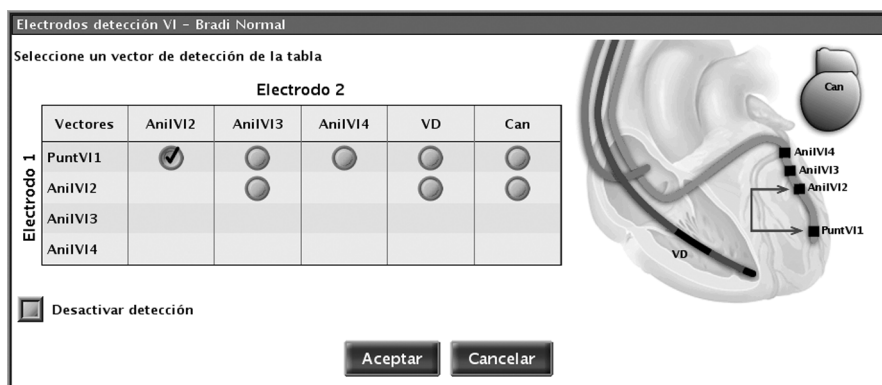 Electrodos detección VI - Bradi Normal
Seleccione un vector de detección de la tabla
Electrodo 2
Vectores AnilVI2 AnilVI3 AnilVI4 VD Can
Electrodo 1
PuntVI1
AnilVI2
AnilVI3
AnilVI4
Desactivar detección
Aceptar Cancelar
Can
AnilVI4
AnilVI3
AnilVI2
PuntVI1
VD